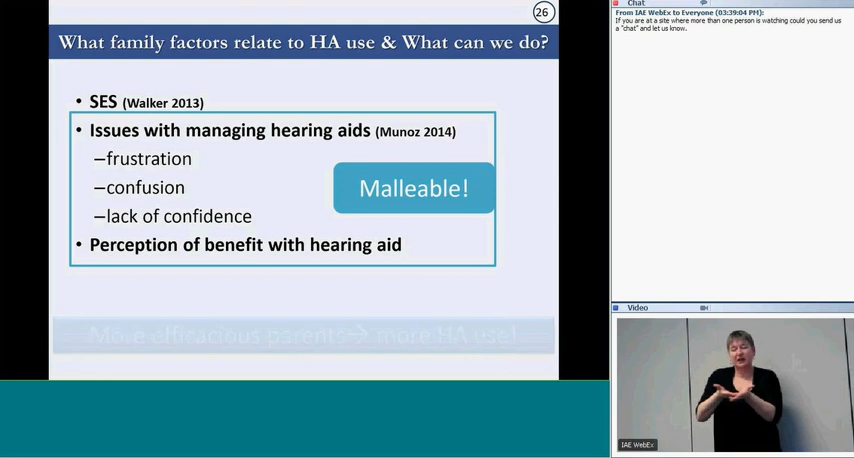 26
What family factors relate to HA use & What can we do?
• SES (Walker 2013)
• Issues with managing hearing aids (Munoz 2014)
–frustration
–confusion
–lack of confidence
Malleable!
• Perception of benefit with hearing aid
More efficacious parents→ more HA use!
Chat
From IAE WebEx to Everyone (03:39:04 PM):
If you are at a site where more than one person is watching could you send us
a "chat" and let us know.
Video
IAE WebEx